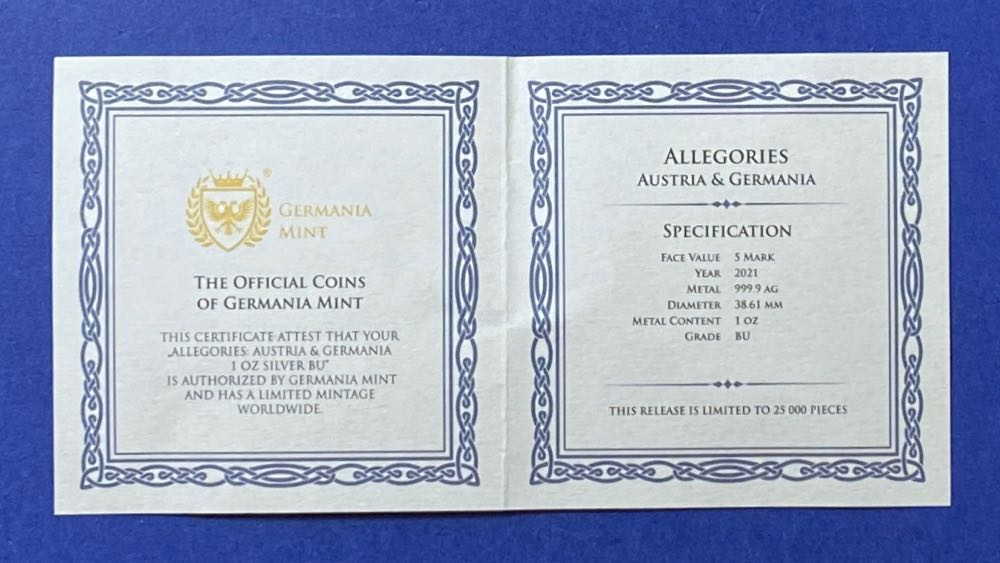 ®
GERMANIA
MINT
THE OFFICIAL COINS
OF GERMANIA MINT
THIS CERTIFICATE ATTEST THAT YOUR
„ALLEGORIES: AUSTRIA & GERMANIA
1 OZ SILVER BU”
IS AUTHORIZED BY GERMANIA MINT
AND HAS A LIMITED MINTAGE
WORLDWIDE.
ALLEGORIES
AUSTRIA & GERMANIA
SPECIFICATION
FACE VALUE 5 MARK
YEAR 2021
METAL 999.9 AG
DIAMETER 38.61 MM
METAL CONTENT 1 OZ
GRADE BU
THIS RELEASE IS LIMITED TO 25 000 PIECES